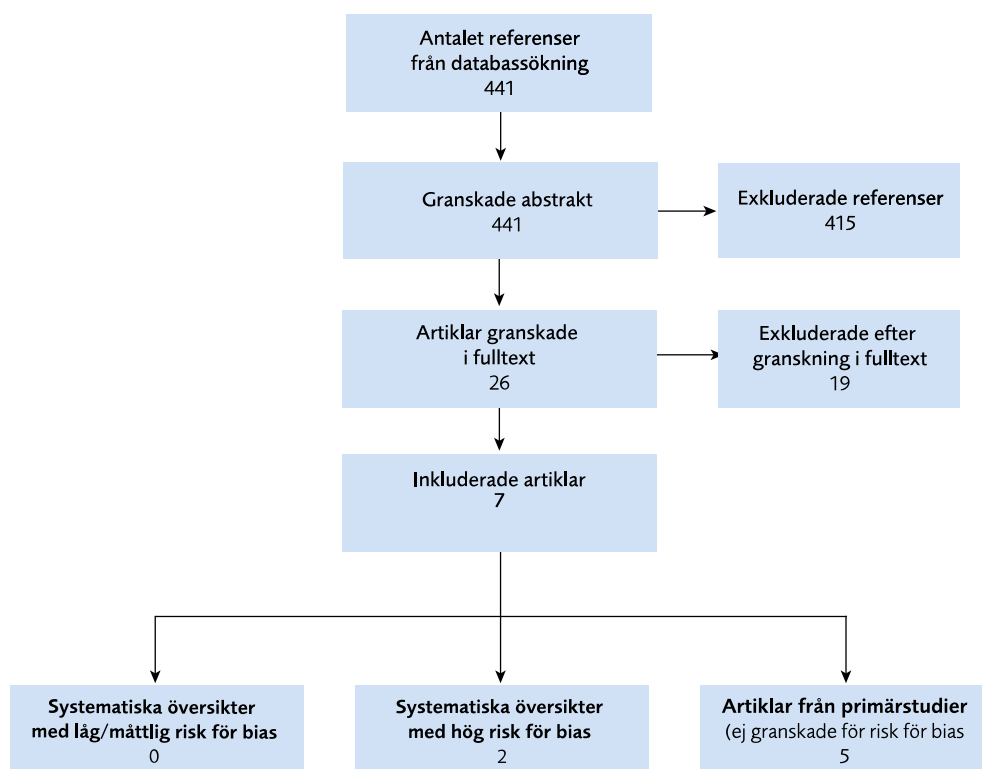 Antalet referenser
från databassökning
441
Granskade abstrakt
441
Exkluderade referenser
415
Artiklar granskade
i fulltext
26
Exkluderade efter
granskning i fulltext
19
Inkluderade artiklar
7
Systematiska översikter
med låg/måttlig risk för bias
0
Systematiska översikter
med hög risk för bias
2
Artiklar från primärstudier
(ej granskade för risk för bias
5